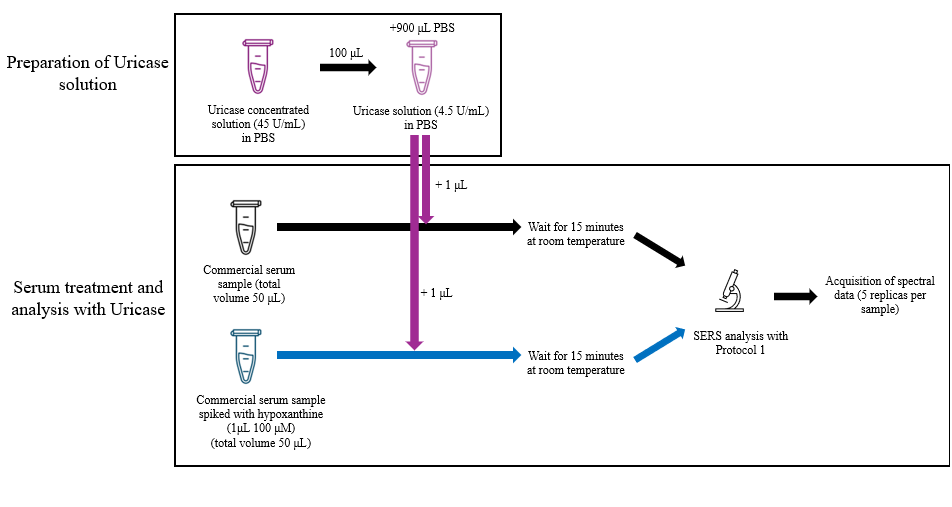 Preparation of Uricase
solution
+900 μL PBS
100 μL
Uricase concentrated
solution (45 U/mL)
in PBS
Uricase solution (4.5 U/mL)
in PBS
Serum treatment and
analysis with Uricase
+ 1 μL
Commercial serum
sample (total
volume 50 μL)
Wait for 15 minutes
at room temperature
+ 1 μL
Commercial serum sample
spiked with hypoxanthine
(1μL 100 μM)
(total volume 50 μL)
Wait for 15 minutes
at room temperature
SERS analysis with
Protocol 1
Acquisition of spectral
data (5 replicas per
sample)